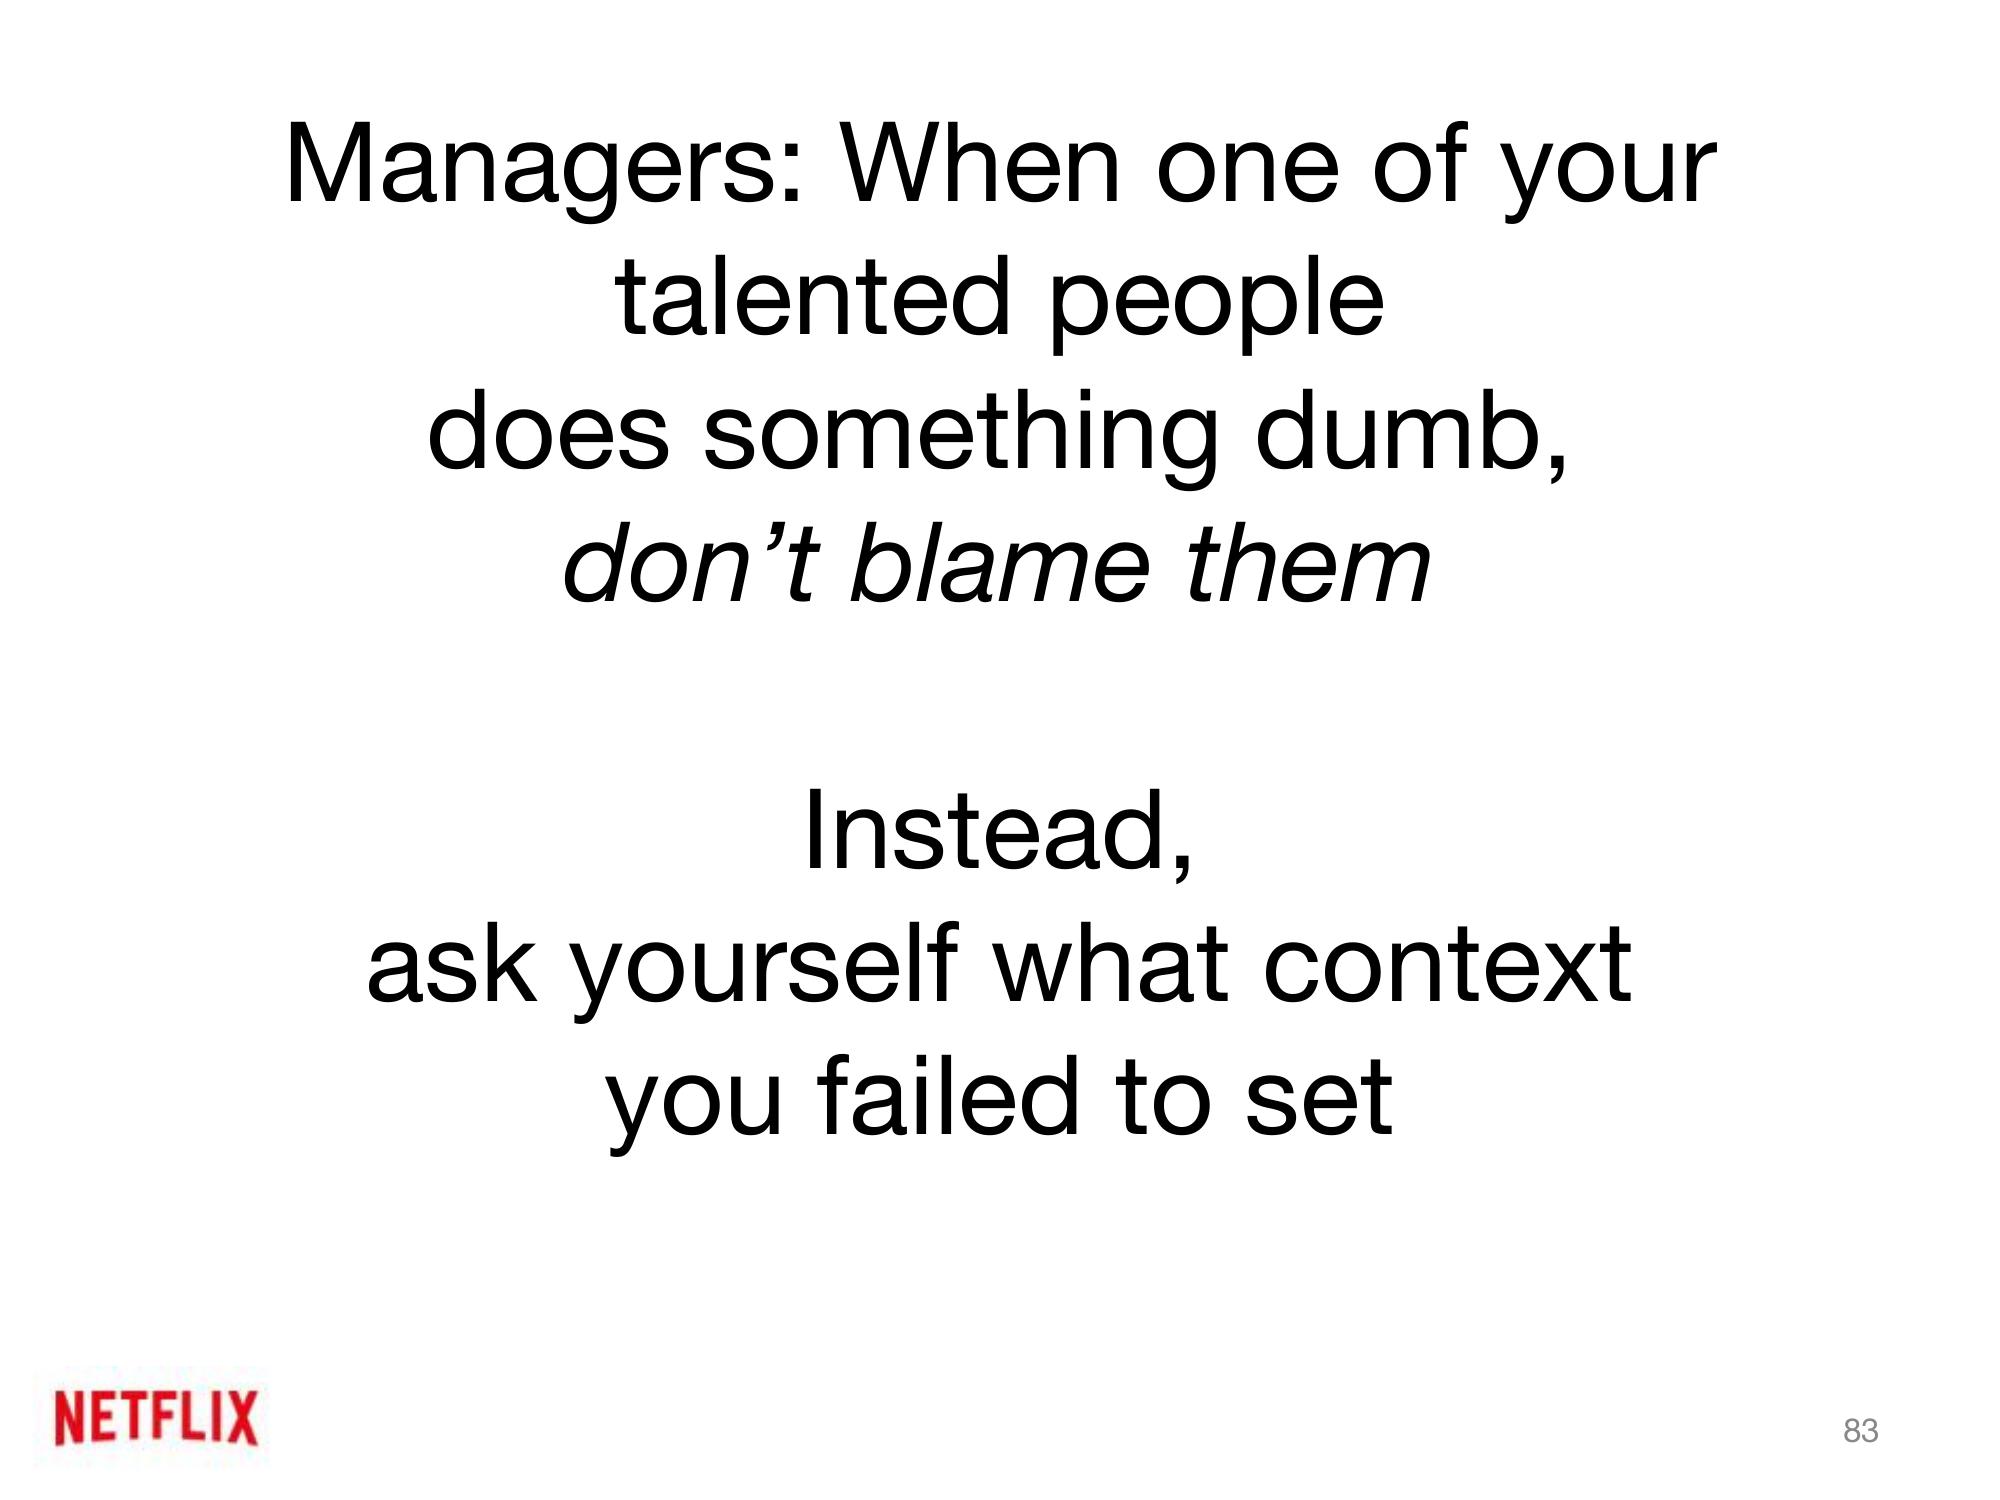 Managers: When one of your
talented people
does something dumb,
don’t blame them
Instead,
ask yourself what context
you failed to set
NETFLIX
83